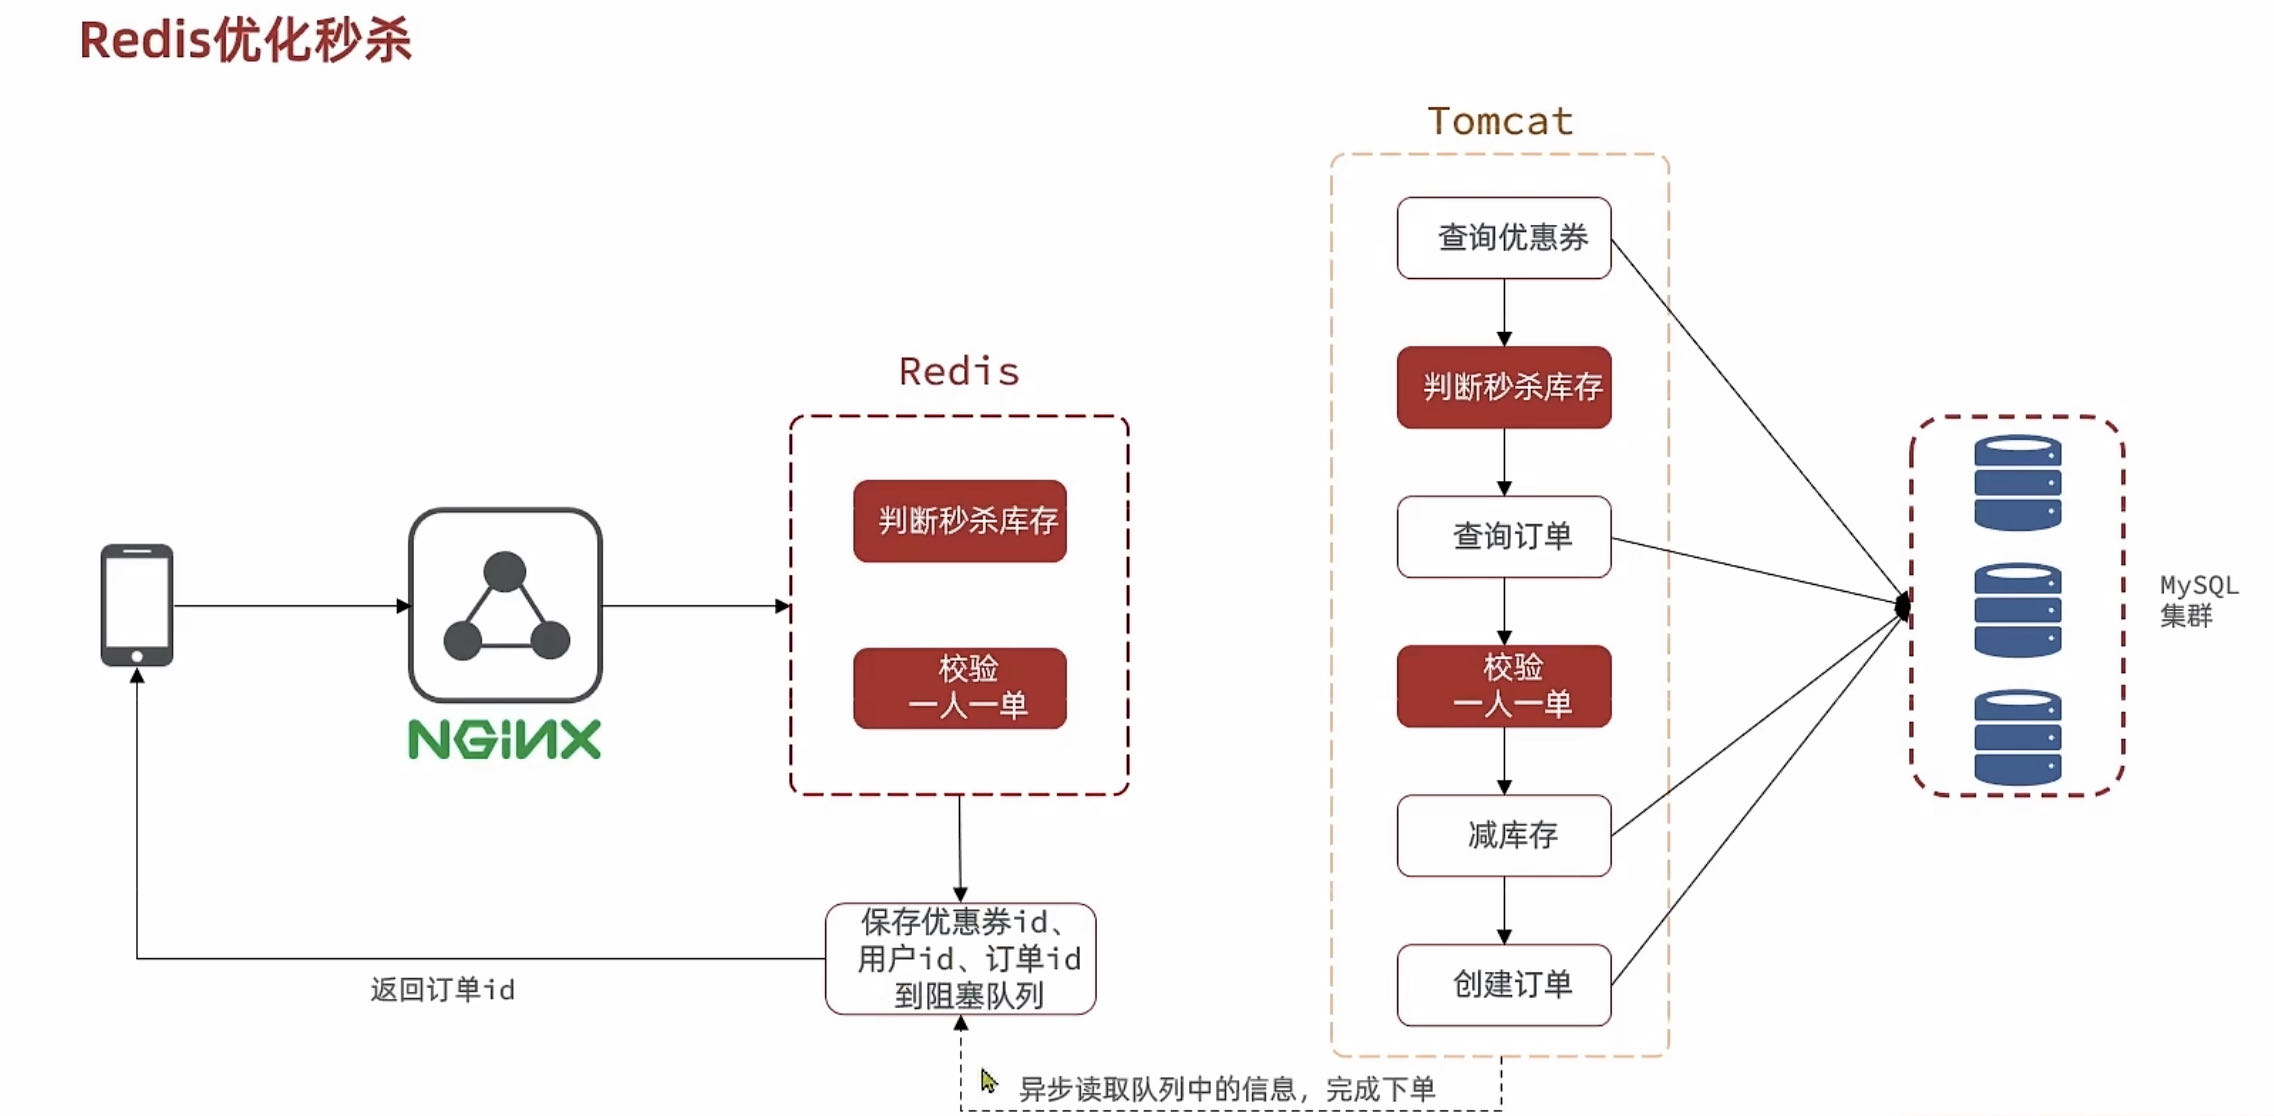 Redis优化秒杀
Tomcat
查询优惠券
判断秒杀库存
查询订单
校验
一人一单
减库存
创建订单
Redis
判断秒杀库存
校验
一人一单
NGINX
MySQL
集群
保存优惠券id、
用户id、订单id
到阻塞队列
返回订单id
异步读取队列中的信息，完成下单